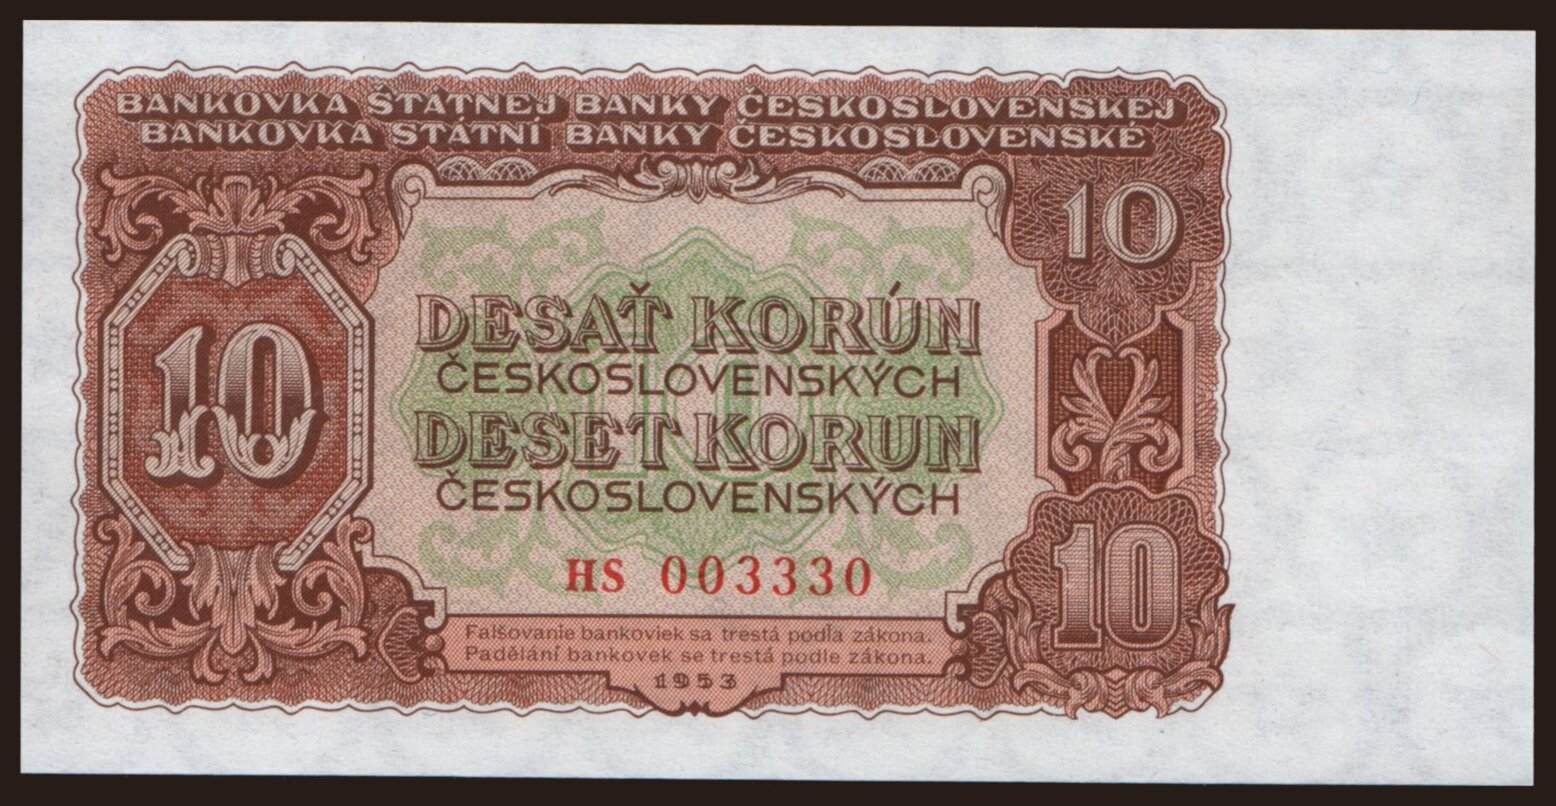 BANKOVKA ŠTÁTNEJ BANKY ČESKOSLOVENSKEJ
BANKOVKA STÁTNÍ BANKY ČESKOSLOVENSKÉ
10
10
DESAŤ KORÚN
ČESKOSLOVENSKÝCH
DESET KORUN
ČESKOSLOVENSKÝCH
10
HS 003330
Falšovanie bankoviek sa trestá podľa zákona.
Padělání bankovek se trestá podle zákona.
1953